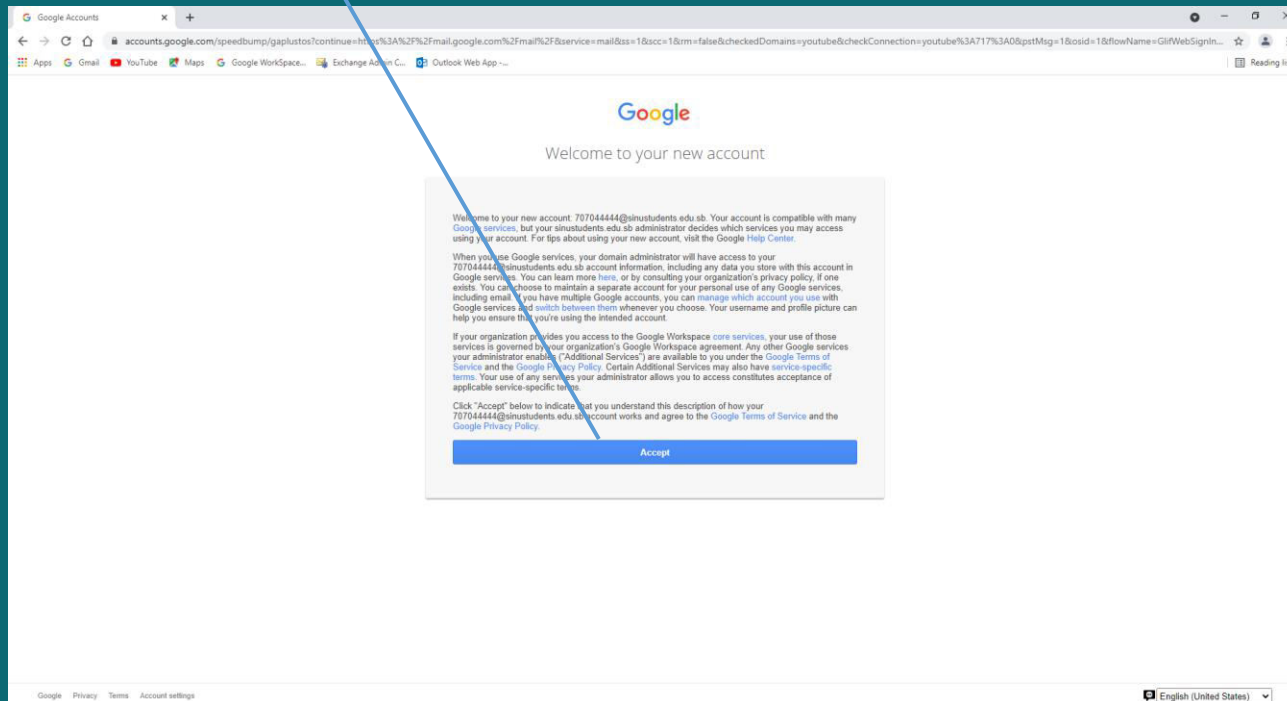 Google Accounts
accounts.google.com/speedbump/gaplustos?continue=https%3A%2F%2Fmail.google.com%2Fmail%2F&service=mail&ss=1&scc=1&rm=false&checkedDomains=youtube&checkConnection=youtube%3A717%3A0&pstMsg=1&osid=1&flowName=GlifWebSignIn...
Apps Gmail YouTube Maps Google WorkSpace... Exchange Admin C... Outlook Web App -... Reading li
Google
Welcome to your new account
Welcome to your new account: 707044444@sinustudents.edu.sb. Your account is compatible with many
Google services, but your sinustudents.edu.sb administrator decides which services you may access
using your account. For tips about using your new account, visit the Google Help Center.
When you use Google services, your domain administrator will have access to your
707044444@sinustudents.edu.sb account information, including any data you store with this account in
Google services. You can learn more here, or by consulting your organization's privacy policy, if one
exists. You can choose to maintain a separate account for your personal use of any Google services,
including email. If you have multiple Google accounts, you can manage which account you use with
Google services and switch between them whenever you choose. Your username and profile picture can
help you ensure that you're using the intended account.
If your organization provides you access to the Google Workspace core services, your use of those
services is governed by your organization's Google Workspace agreement. Any other Google services
your administrator enables ("Additional Services") are available to you under the Google Terms of
Service and the Google Privacy Policy. Certain Additional Services may also have service-specific
terms. Your use of any services your administrator allows you to access constitutes acceptance of
applicable service-specific terms.
Click "Accept" below to indicate that you understand this description of how your
707044444@sinustudents.edu.sb account works and agree to the Google Terms of Service and the
Google Privacy Policy.
Accept
Google Privacy Terms Account settings English (United States)